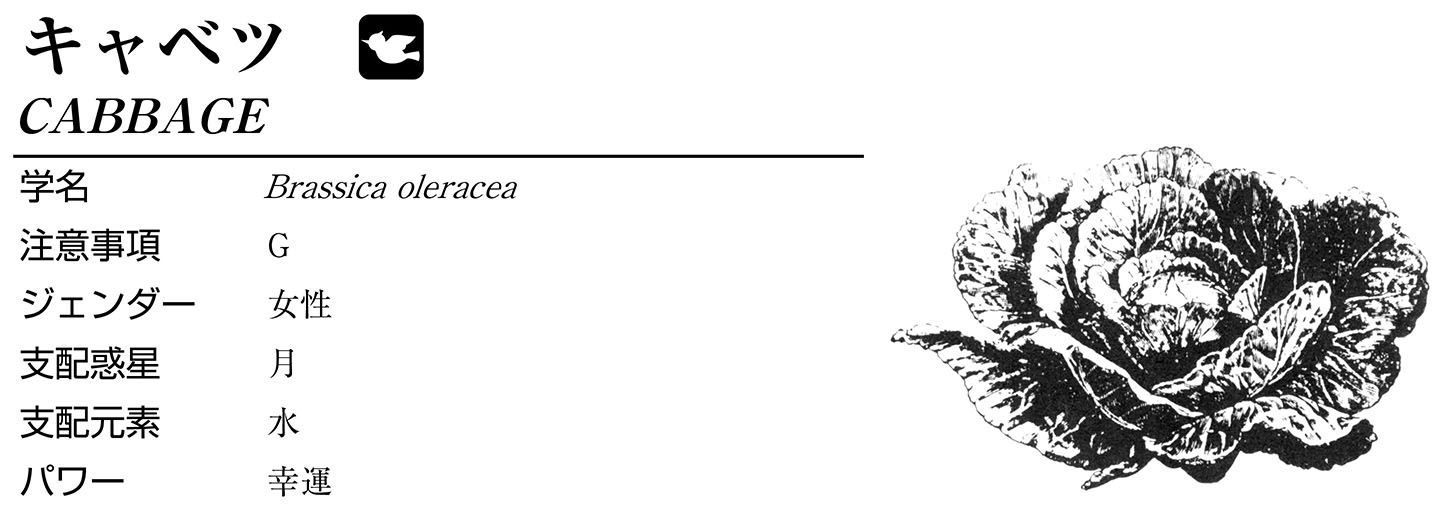 キャベツ
CABBAGE
学名 Brassica oleracea
注意事項 G
ジェンダー 女性
支配惑星 月
支配元素 水
パワー 幸運